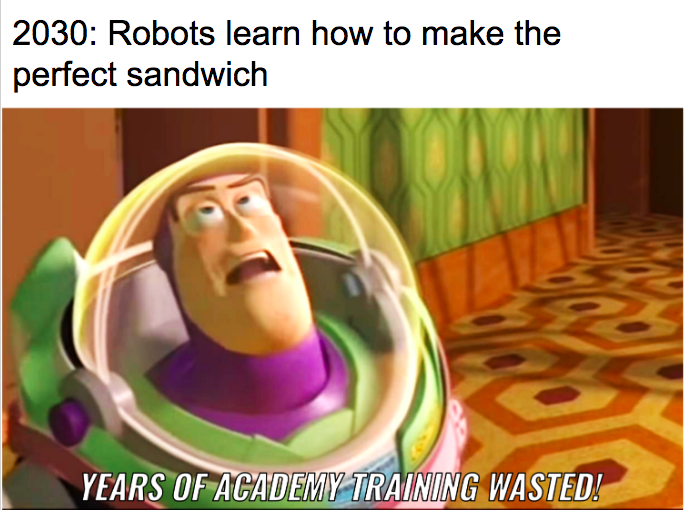 2030: Robots learn how to make the
perfect sandwich
YEARS OF ACADEMY TRAINING WASTED!